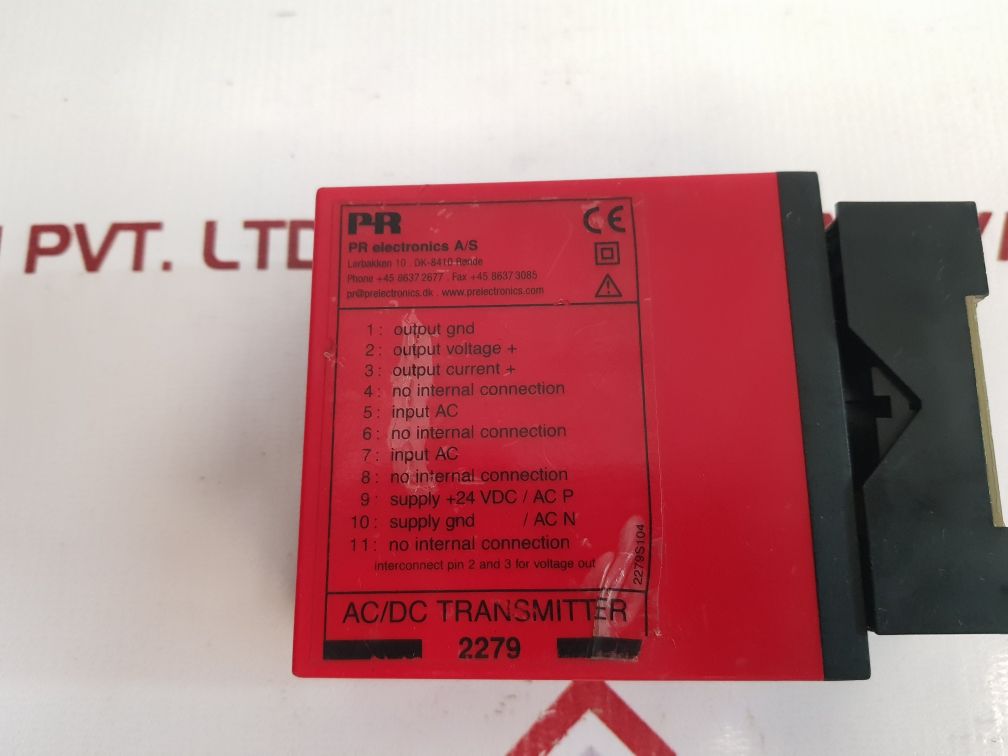 PVT. LTD
PR
CE
PR electronics A/S
Lerbakken 10 . DK-8410 Rønde
Phone +45 8637 2677 . Fax +45 8637 3085
pr@prelectronics.dk . www.prelectronics.com
1 : output gnd
2 : output voltage +
3 : output current +
4 : no internal connection
5 : input AC
6 : no internal connection
7 : input AC
8 : no internal connection
9 : supply +24 VDC / AC P
10 : supply gnd / AC N
11 : no internal connection
interconnect pin 2 and 3 for voltage out
2279S104
AC/DC TRANSMITTER
2279